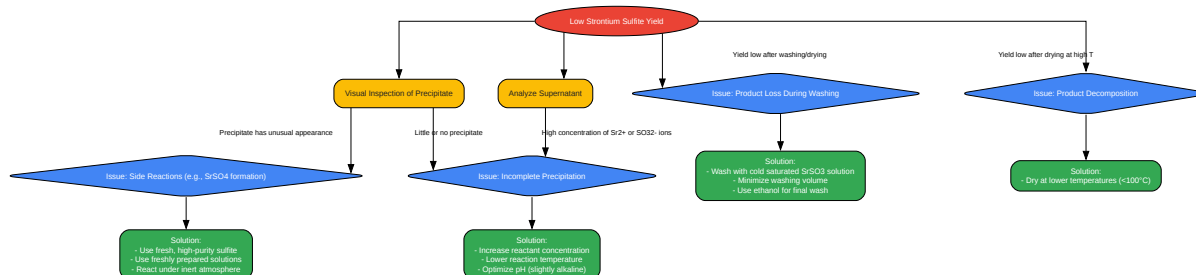 Low Strontium Sulfite Yield
Yield low after washing/drying
Yield low after drying at high T
Visual Inspection of Precipitate
Analyze Supernatant
Issue: Product Loss During Washing
Issue: Product Decomposition
Precipitate has unusual appearance
Little or no precipitate
High concentration of Sr2+ or SO32- ions
Issue: Side Reactions (e.g., SrSO4 formation)
Issue: Incomplete Precipitation
Solution:
- Wash with cold saturated SrSO3 solution
- Minimize washing volume
- Use ethanol for final wash
Solution:
- Dry at lower temperatures (<100°C)
Solution:
- Use fresh, high-purity sulfite
- Use freshly prepared solutions
- React under inert atmosphere
Solution:
- Increase reactant concentration
- Lower reaction temperature
- Optimize pH (slightly alkaline)